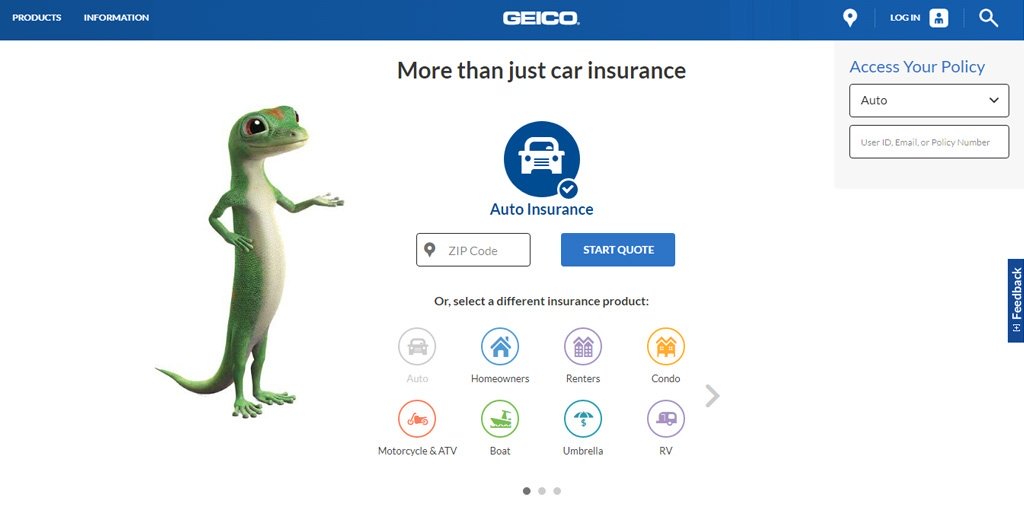 PRODUCTS INFORMATION GEICO. LOG IN
More than just car insurance
Access Your Policy
Auto
User ID, Email, or Policy Number
Auto Insurance
ZIP Code START QUOTE
[+] Feedback
Or, select a different insurance product:
Auto Homeowners Renters Condo
$
Motorcycle & ATV Boat Umbrella RV